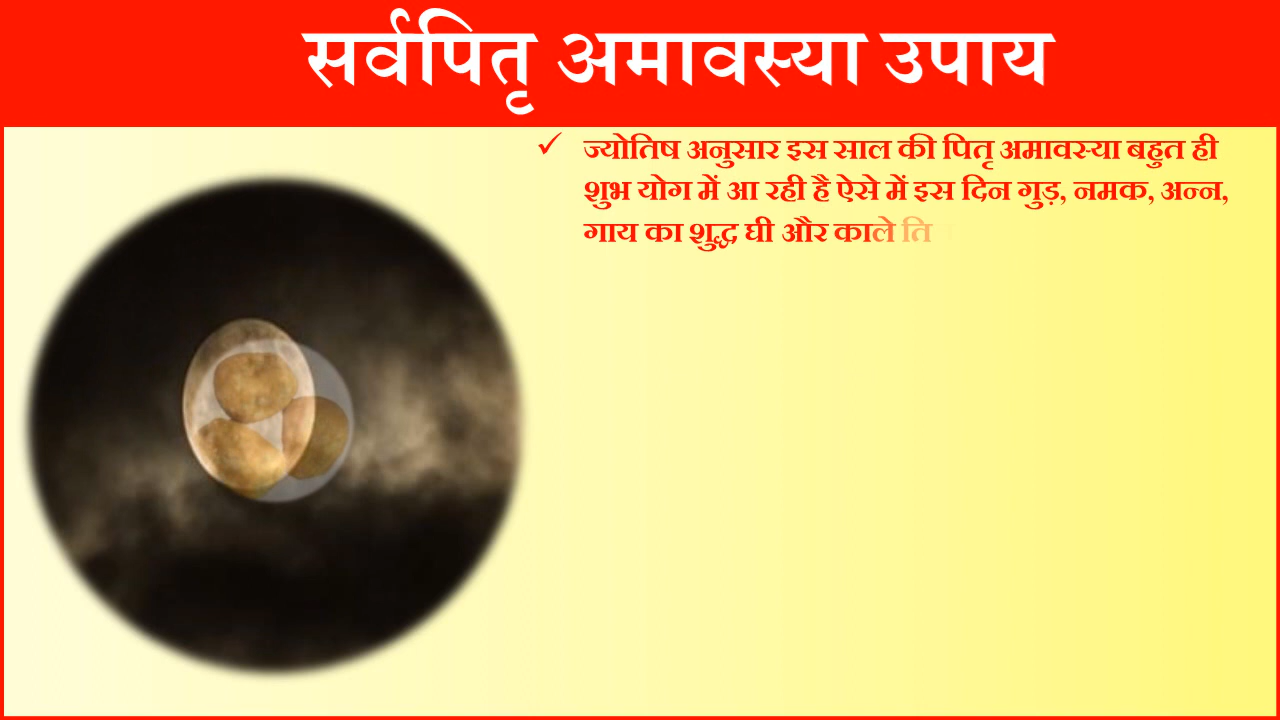 सर्वपितृ अमावस्या उपाय
ज्योतिष अनुसार इस साल की पितृ अमावस्या बहुत ही
शुभ योग में आ रही है ऐसे में इस दिन गुड़, नमक, अन्न,
गाय का शुद्ध घी और काले ति